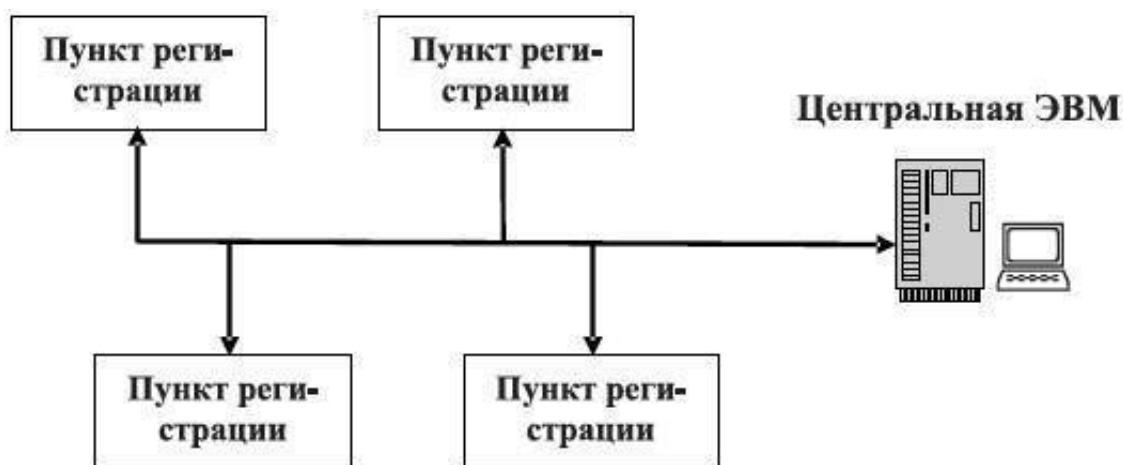 Пункт реги-
страции
Пункт реги-
страции
Центральная ЭВМ
Пункт реги-
страции
Пункт реги-
страции